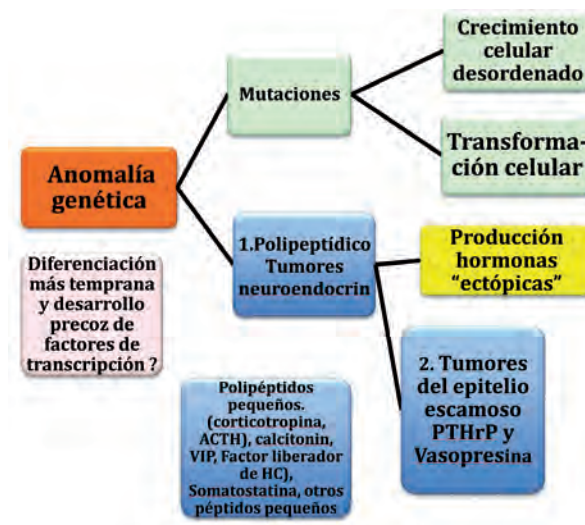 Crecimiento
celular
desordenado
Mutaciones
Transforma-
ción celular
Anomalía
genética
1.Polipeptídico
Tumores
neuroendocrin
Producción
hormonas
“ectópicas”
Diferenciación
más temprana
y desarrollo
precoz de
factores de
transcripción ?
2. Tumores
del epitelio
escamoso
PTHrP y
Vasopresina
Polipéptidos
pequeños.
(corticotropina,
ACTH), calcitonin,
VIP, Factor liberador
de HC),
Somatostatina, otros
péptidos pequeños